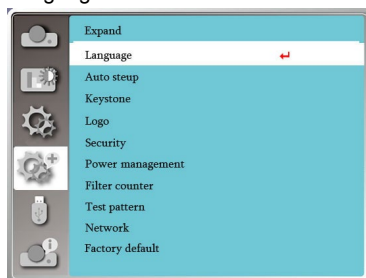 Expand
Language
Auto steup
Keystone
Logo
Security
Power management
Filter counter
Test pattern
Network
Factory default